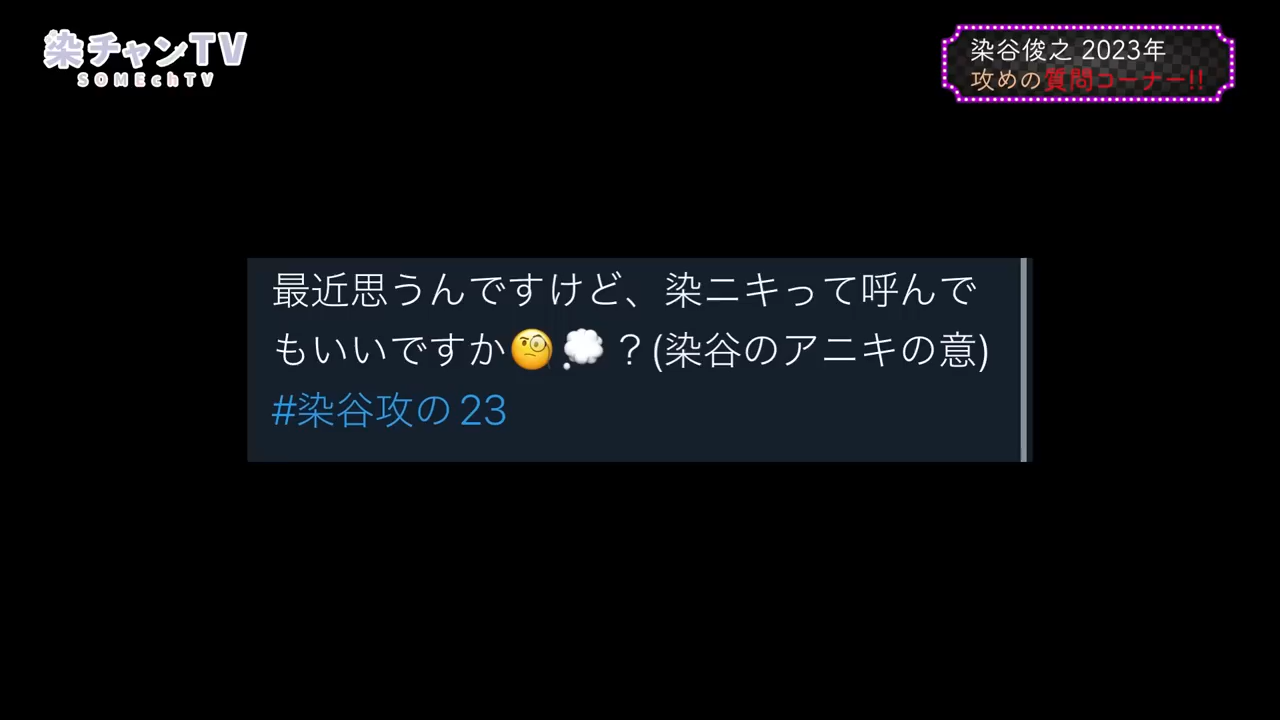 染チャンTV
SOMEchTV
染谷俊之 2023年
攻めの質問コーナー!!
最近思うんですけど、染ニキって呼んで
もいいですか🧐💭？(染谷のアニキの意)
#染谷攻の23